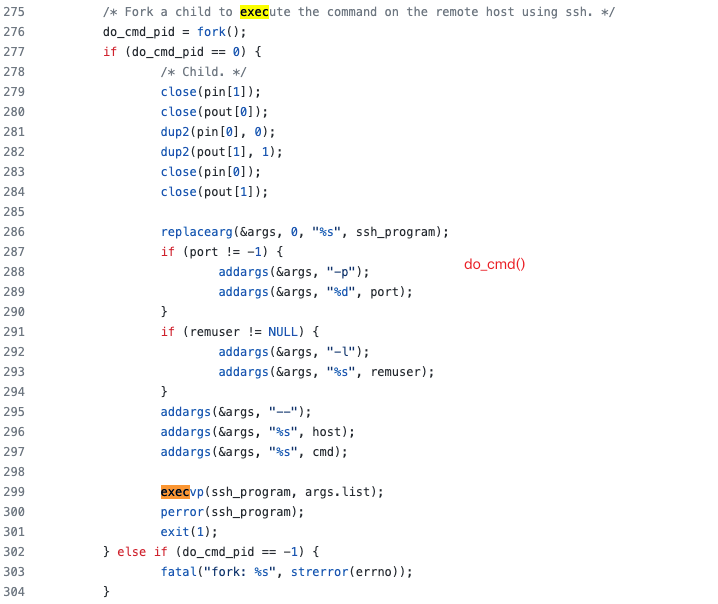 275 /* Fork a child to execute the command on the remote host using ssh. */
276 do_cmd_pid = fork();
277 if (do_cmd_pid == 0) {
278 /* Child. */
279 close(pin[1]);
280 close(pout[0]);
281 dup2(pin[0], 0);
282 dup2(pout[1], 1);
283 close(pin[0]);
284 close(pout[1]);
285
286 replacearg(&args, 0, "%s", ssh_program);
287 if (port != -1) {
do_cmd()
288 addargs(&args, "-p");
289 addargs(&args, "%d", port);
290 }
291 if (remuser != NULL) {
292 addargs(&args, "-l");
293 addargs(&args, "%s", remuser);
294 }
295 addargs(&args, "--");
296 addargs(&args, "%s", host);
297 addargs(&args, "%s", cmd);
298
299 execvp(ssh_program, args.list);
300 perror(ssh_program);
301 exit(1);
302 } else if (do_cmd_pid == -1) {
303 fatal("fork: %s", strerror(errno));
304 }